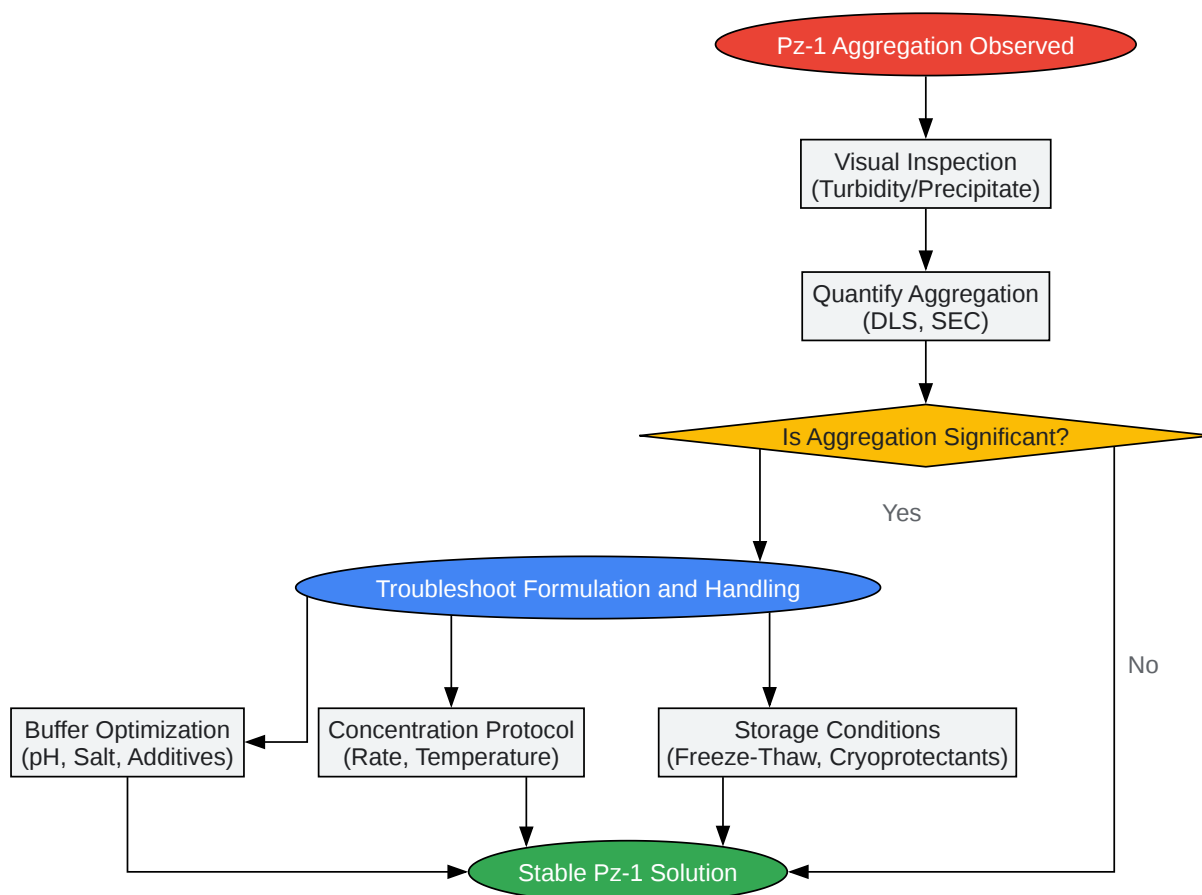 Pz-1 Aggregation Observed
Visual Inspection
(Turbidity/Precipitate)
Quantify Aggregation
(DLS, SEC)
Is Aggregation Significant?
Yes
Troubleshoot Formulation and Handling
No
Buffer Optimization
(pH, Salt, Additives)
Concentration Protocol
(Rate, Temperature)
Storage Conditions
(Freeze-Thaw, Cryoprotectants)
Stable Pz-1 Solution